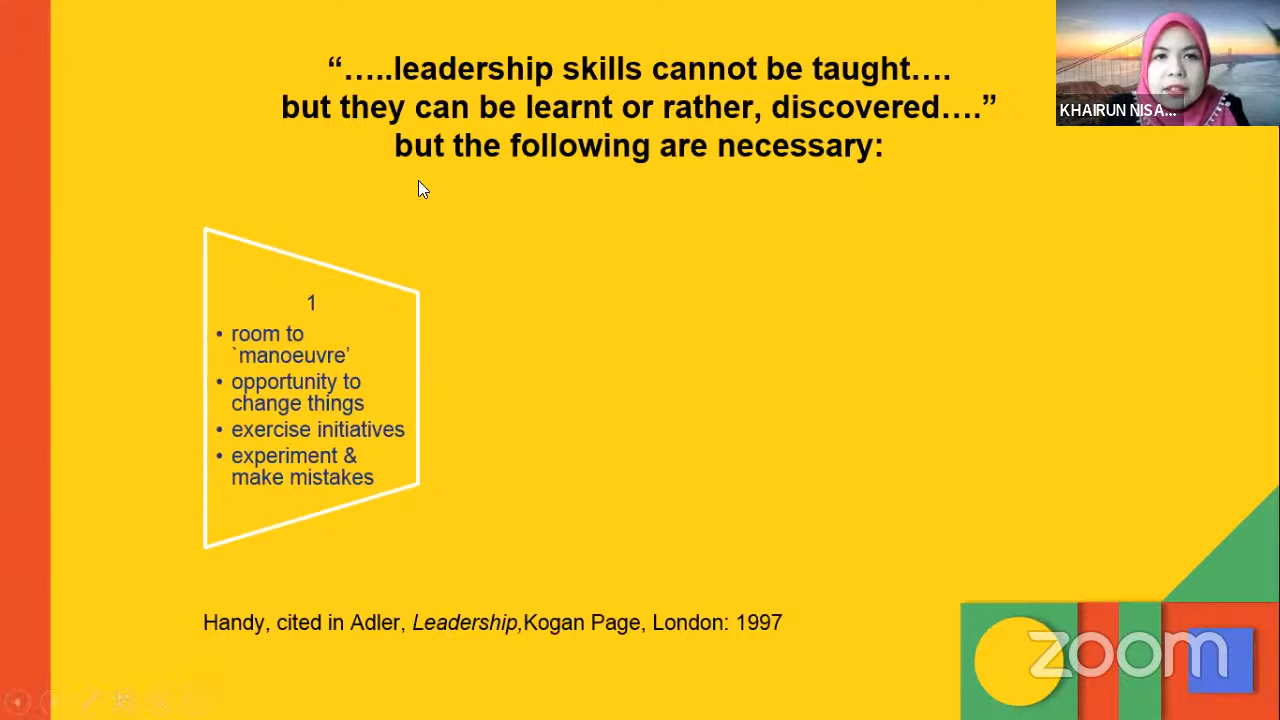 “…..leadership skills cannot be taught….
but they can be learnt or rather, discovered….”
but the following are necessary:
KHAIRUN NISA...
1
• room to
`manoeuvre’
• opportunity to
change things
• exercise initiatives
• experiment &
make mistakes
Handy, cited in Adler, Leadership,Kogan Page, London: 1997
zoom